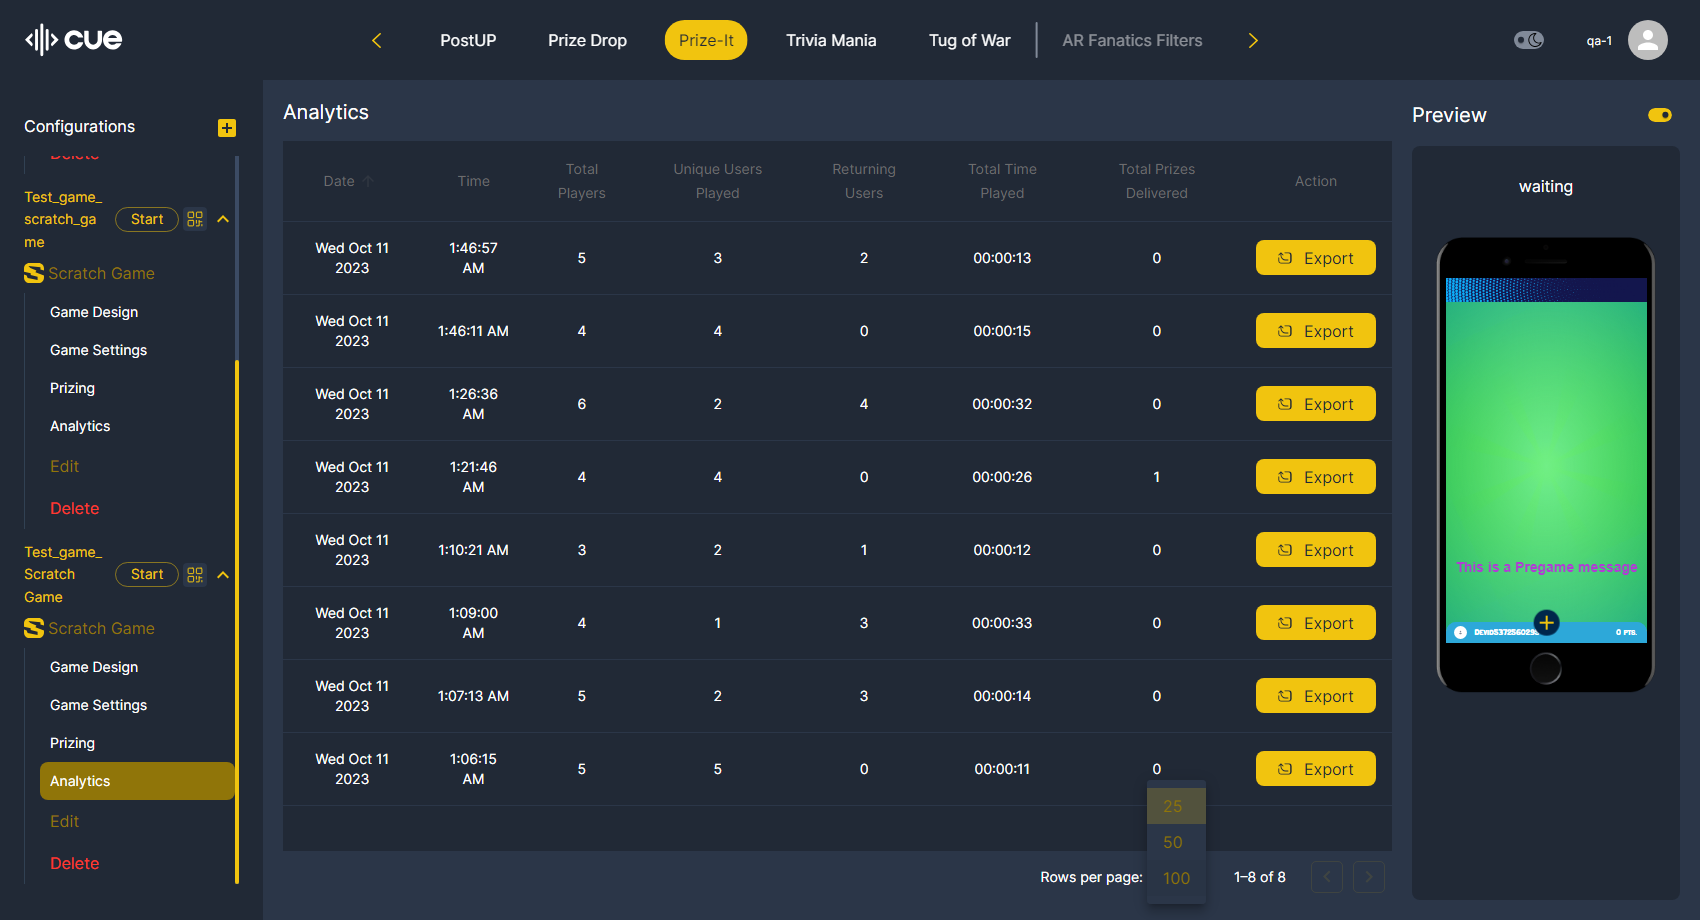 cue
PostUP
Prize Drop
Prize-It
Trivia Mania
Tug of War
AR Fanatics Filters
qa-1
Configurations
Delete
Test_game_
scratch_ga
me
Start
Scratch Game
Game Design
Game Settings
Prizing
Analytics
Edit
Delete
Test_game_
Scratch
Game
Start
Scratch Game
Game Design
Game Settings
Prizing
Analytics
Edit
Delete
Analytics
Date
Time
Total
Players
Unique Users
Played
Returning
Users
Total Time
Played
Total Prizes
Delivered
Action
Wed Oct 11
2023
1:46:57
AM
5
3
2
00:00:13
0
Export
Wed Oct 11
2023
1:46:11 AM
4
4
0
00:00:15
0
Export
Wed Oct 11
2023
1:26:36
AM
6
2
4
00:00:32
0
Export
Wed Oct 11
2023
1:21:46
AM
4
4
0
00:00:26
1
Export
Wed Oct 11
2023
1:10:21 AM
3
2
1
00:00:12
0
Export
Wed Oct 11
2023
1:09:00
AM
4
1
3
00:00:33
0
Export
Wed Oct 11
2023
1:07:13 AM
5
2
3
00:00:14
0
Export
Wed Oct 11
2023
1:06:15
AM
5
5
0
00:00:11
0
Export
25
50
100
Rows per page:
1–8 of 8
Preview
waiting
This is a Pregame message
0 PTS.